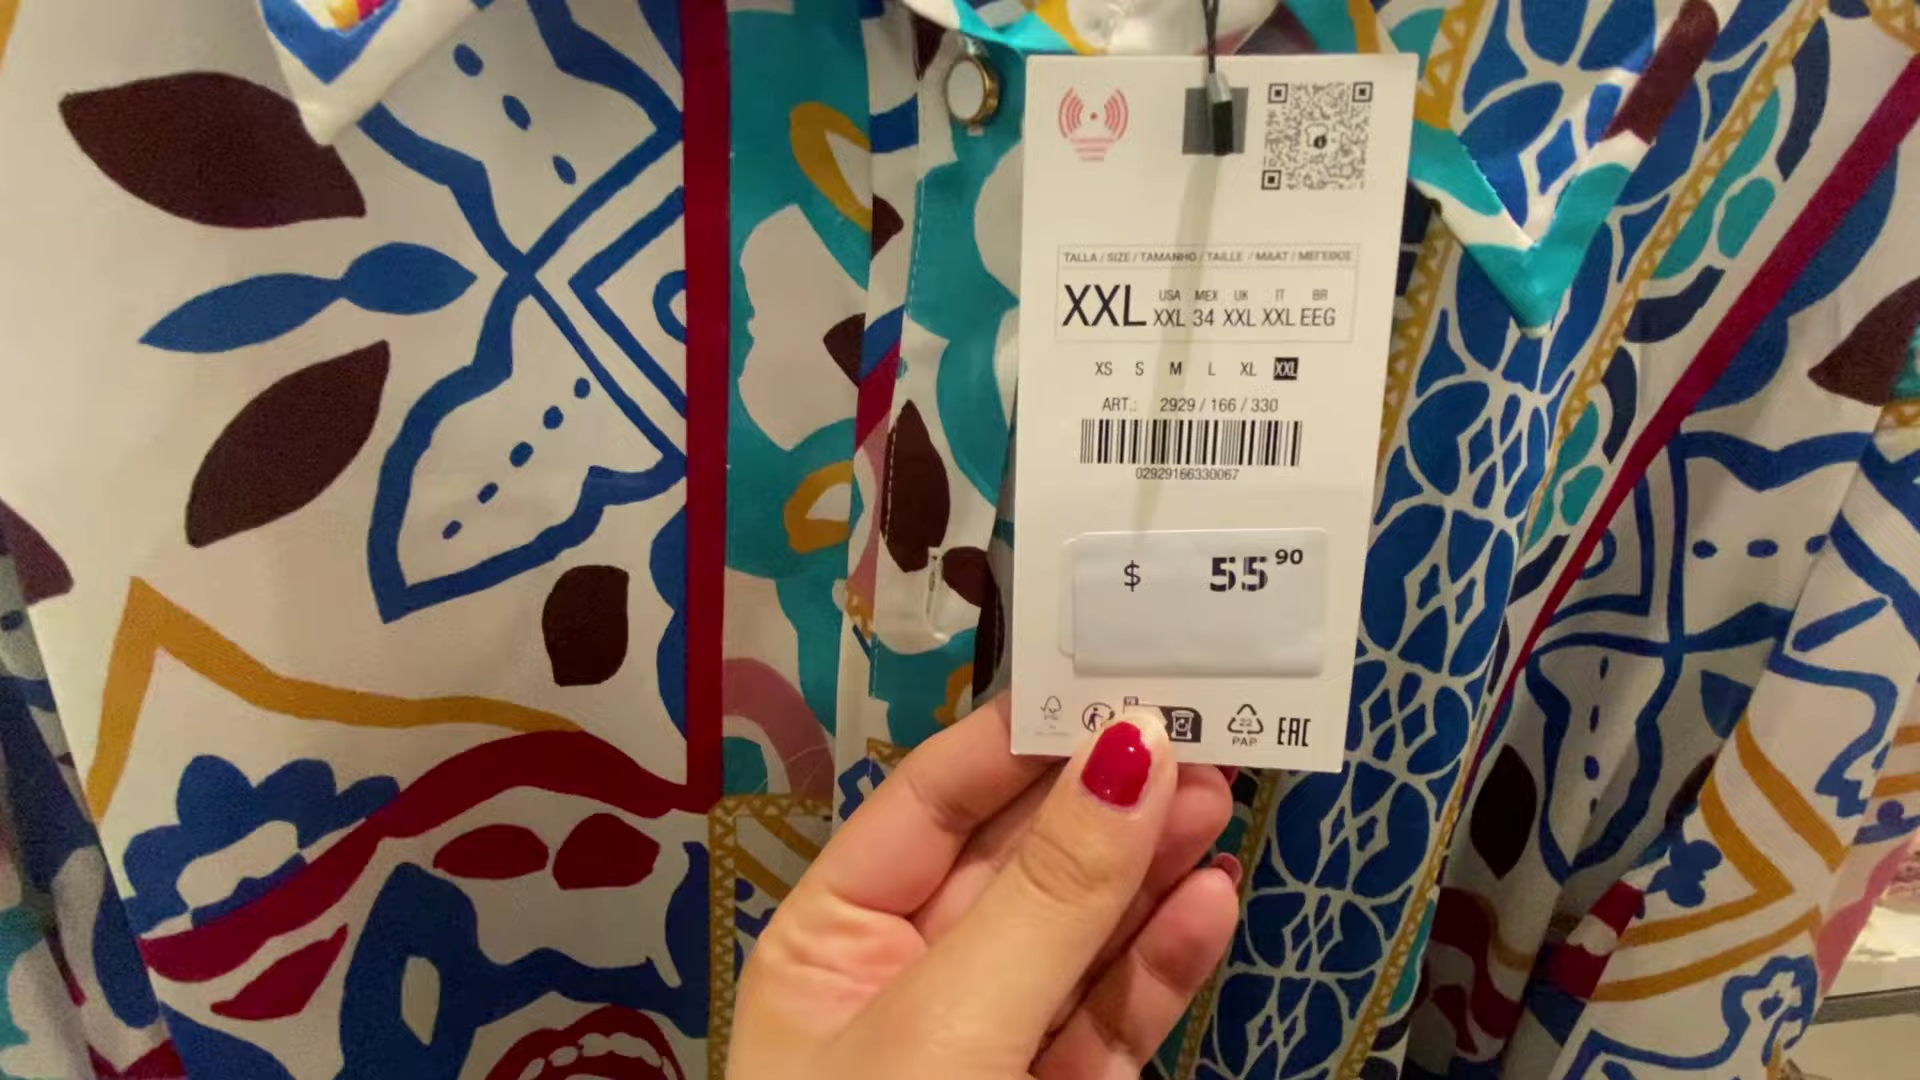 TALLA / SIZE / TAMANHO / TAILLE / MAAT / ΜΕΓΕΘΟΣ
USA MEX UK IT BR
XXL XXL 34 XXL XXL EEG
XS S M L XL XXL
ART.: 2929 / 166 / 330
02929166330067
$ 55 90
22
PAP
EAC